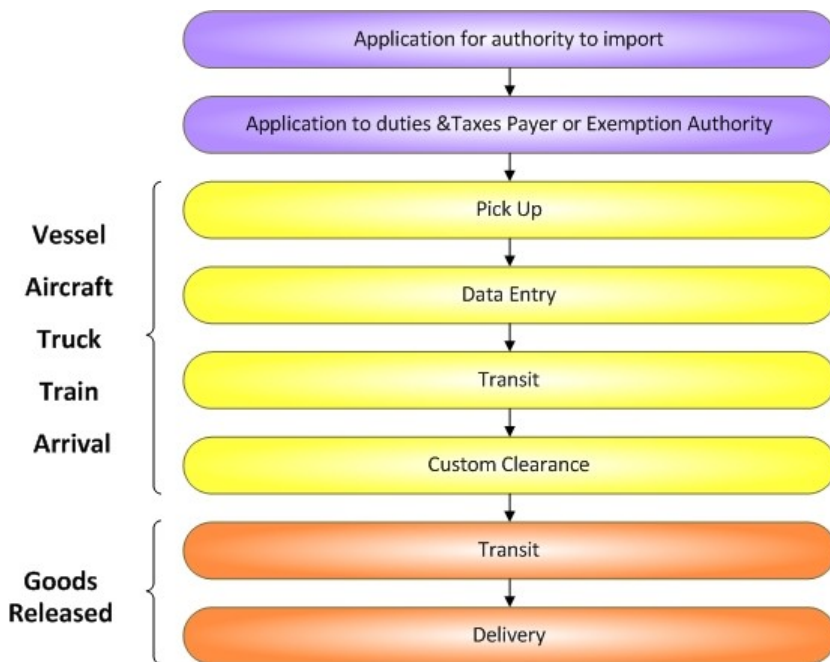 Application for authority to import
Application to duties &Taxes Payer or Exemption Authority
Vessel
Aircraft
Truck
Train
Arrival
Pick Up
Data Entry
Transit
Custom Clearance
Goods
Released
Transit
Delivery